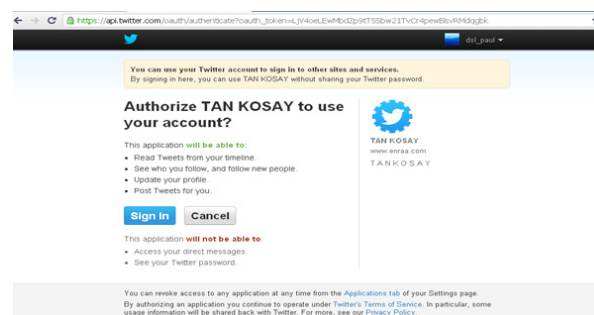 https://api.twitter.com/oauth/authenticate?oauth_token=
dsl_paul
You can use your Twitter account to sign in to other sites and services.
By signing in here, you can use TAN KOSAY without sharing your Twitter password.
Authorize TAN KOSAY to use
your account?
This application will be able to:
Read Tweets from your timeline.
See who you follow, and follow new people.
Update your profile.
Post Tweets for you.
Sign In
Cancel
This application will not be able to:
Access your direct messages.
See your Twitter password.
TAN KOSAY
www.enraa.com
TANKOSAY
You can revoke access to any application at any time from the Applications tab of your Settings page.
By authorizing an application you continue to operate under Twitter's Terms of Service. In particular, some
usage information will be shared back with Twitter. For more, see our Privacy Policy.